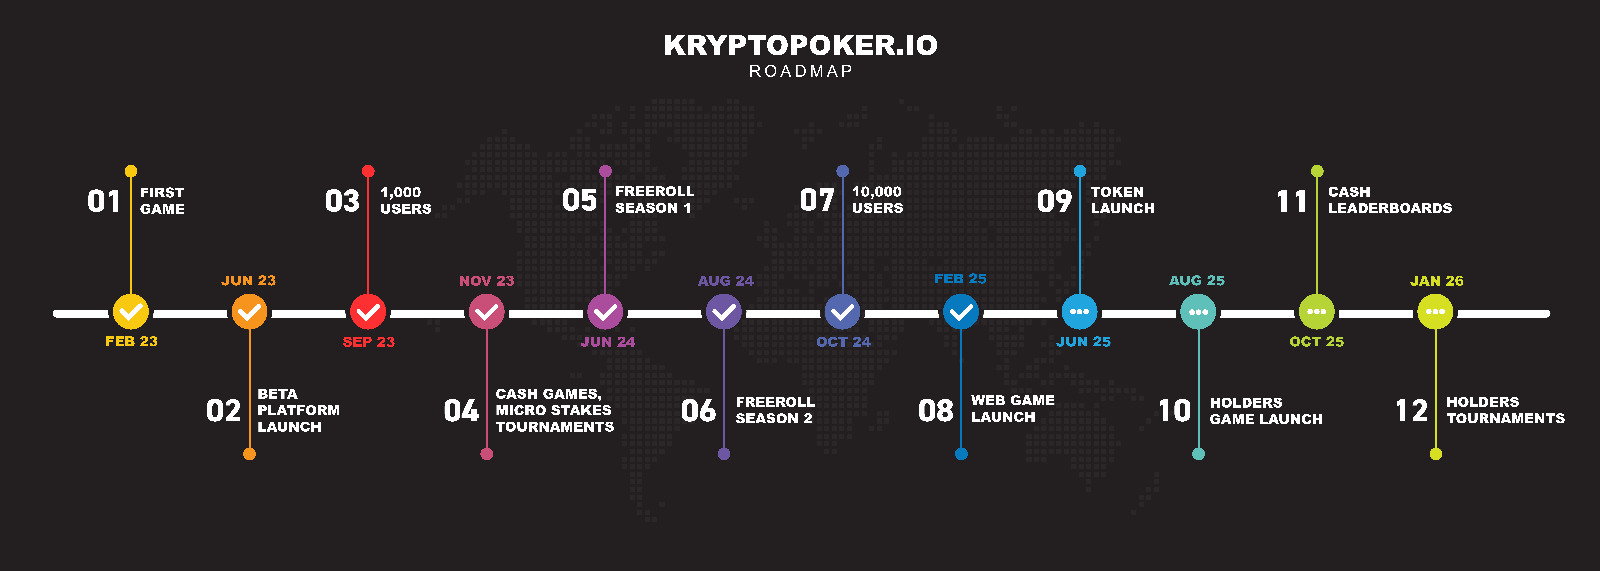 KRYPTOPOKER.IO
ROADMAP
01
FIRST
GAME
FEB 23
JUN 23
02
BETA
PLATFORM
LAUNCH
03
1,000
USERS
SEP 23
NOV 23
04
CASH GAMES,
MICRO STAKES
TOURNAMENTS
05
FREEROLL
SEASON 1
JUN 24
AUG 24
06
FREEROLL
SEASON 2
07
10,000
USERS
OCT 24
FEB 25
08
WEB GAME
LAUNCH
09
TOKEN
LAUNCH
JUN 25
AUG 25
10
HOLDERS
GAME LAUNCH
11
CASH
LEADERBOARDS
OCT 25
JAN 26
12
HOLDERS
TOURNAMENTS